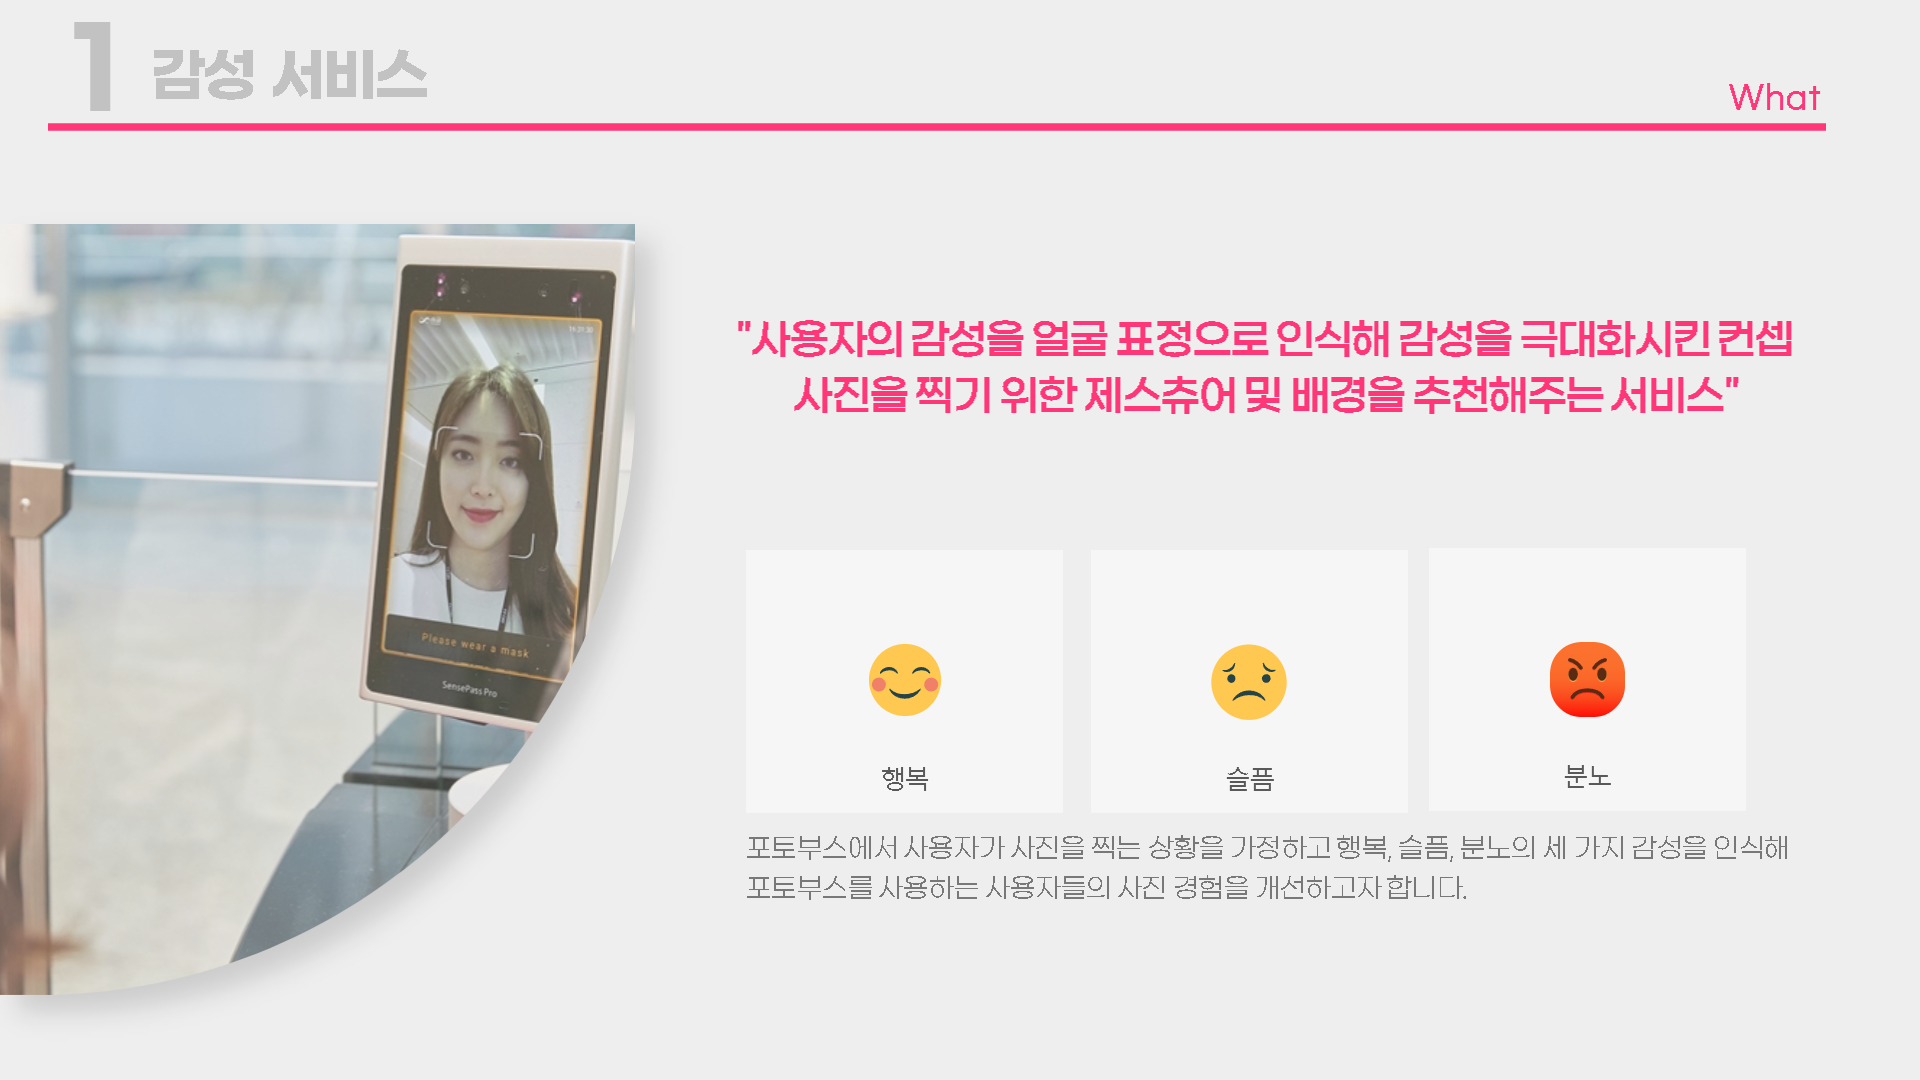 1 감성 서비스
What
"사용자의 감성을 얼굴 표정으로 인식해 감성을 극대화시킨 컨셉
사진을 찍기 위한 제스츄어 및 배경을 추천해주는 서비스"
Please wear a mask
SensePass Pro
행복
슬픔
분노
포토부스에서 사용자가 사진을 찍는 상황을 가정하고 행복, 슬픔, 분노의 세 가지 감성을 인식해
포토부스를 사용하는 사용자들의 사진 경험을 개선하고자 합니다.